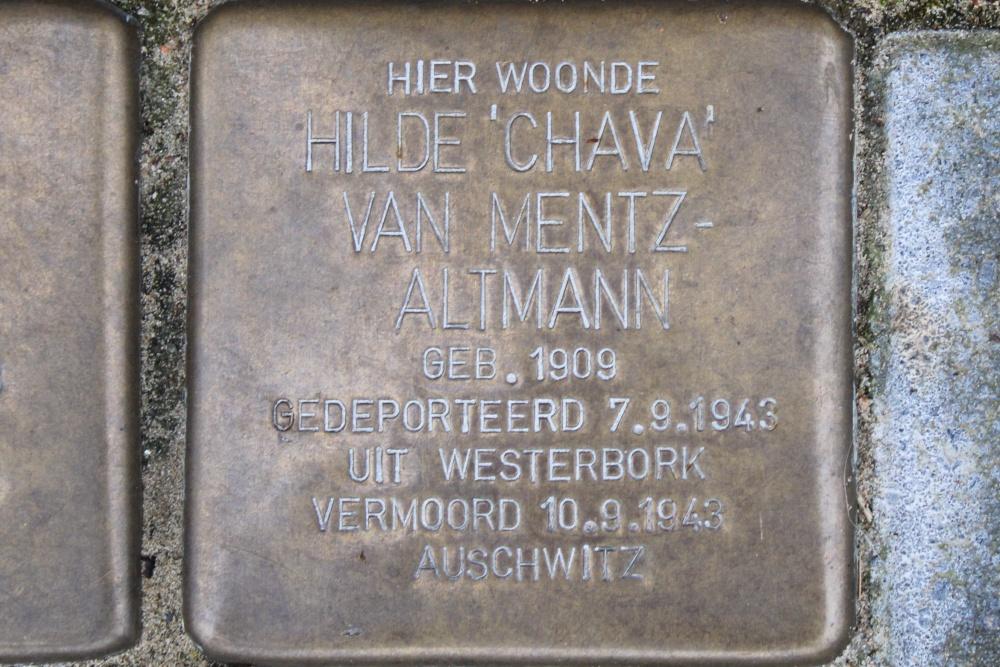 HIER WOONDE
HILDE 'CHAVA'
VAN MENTZ-
ALTMANN
GEB. 1909
GEDEPORTEERD 7.9.1943
UIT WESTERBORK
VERMOORD 10.9.1943
AUSCHWITZ